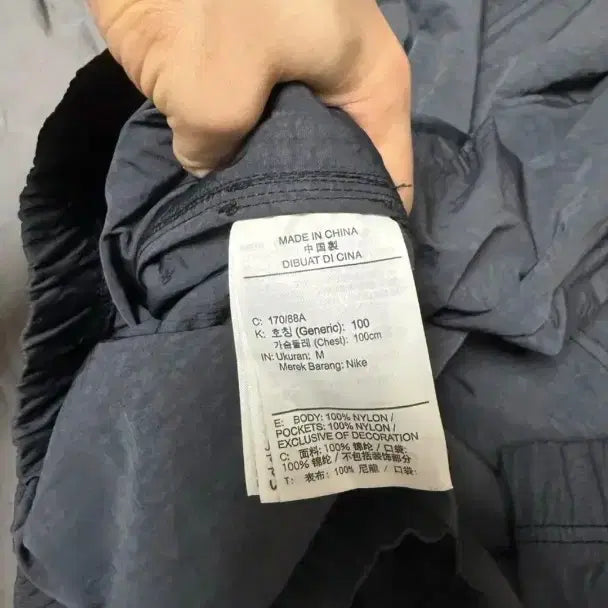 MADE IN CHINA
中国製
DIBUAT DI CINA
C: 170/88A
K: 호칭 (Generic): 100
가슴둘레 (Chest): 100cm
IN: Ukuran: M
Merek Barang: Nike
E: BODY: 100% NYLON /
POCKETS: 100% NYLON /
EXCLUSIVE OF DECORATION
C: 面料: 100% 锦纶 / 口袋:
100% 锦纶 / 不包括装饰部分
T: 表布: 100% 尼龍 / 口袋: